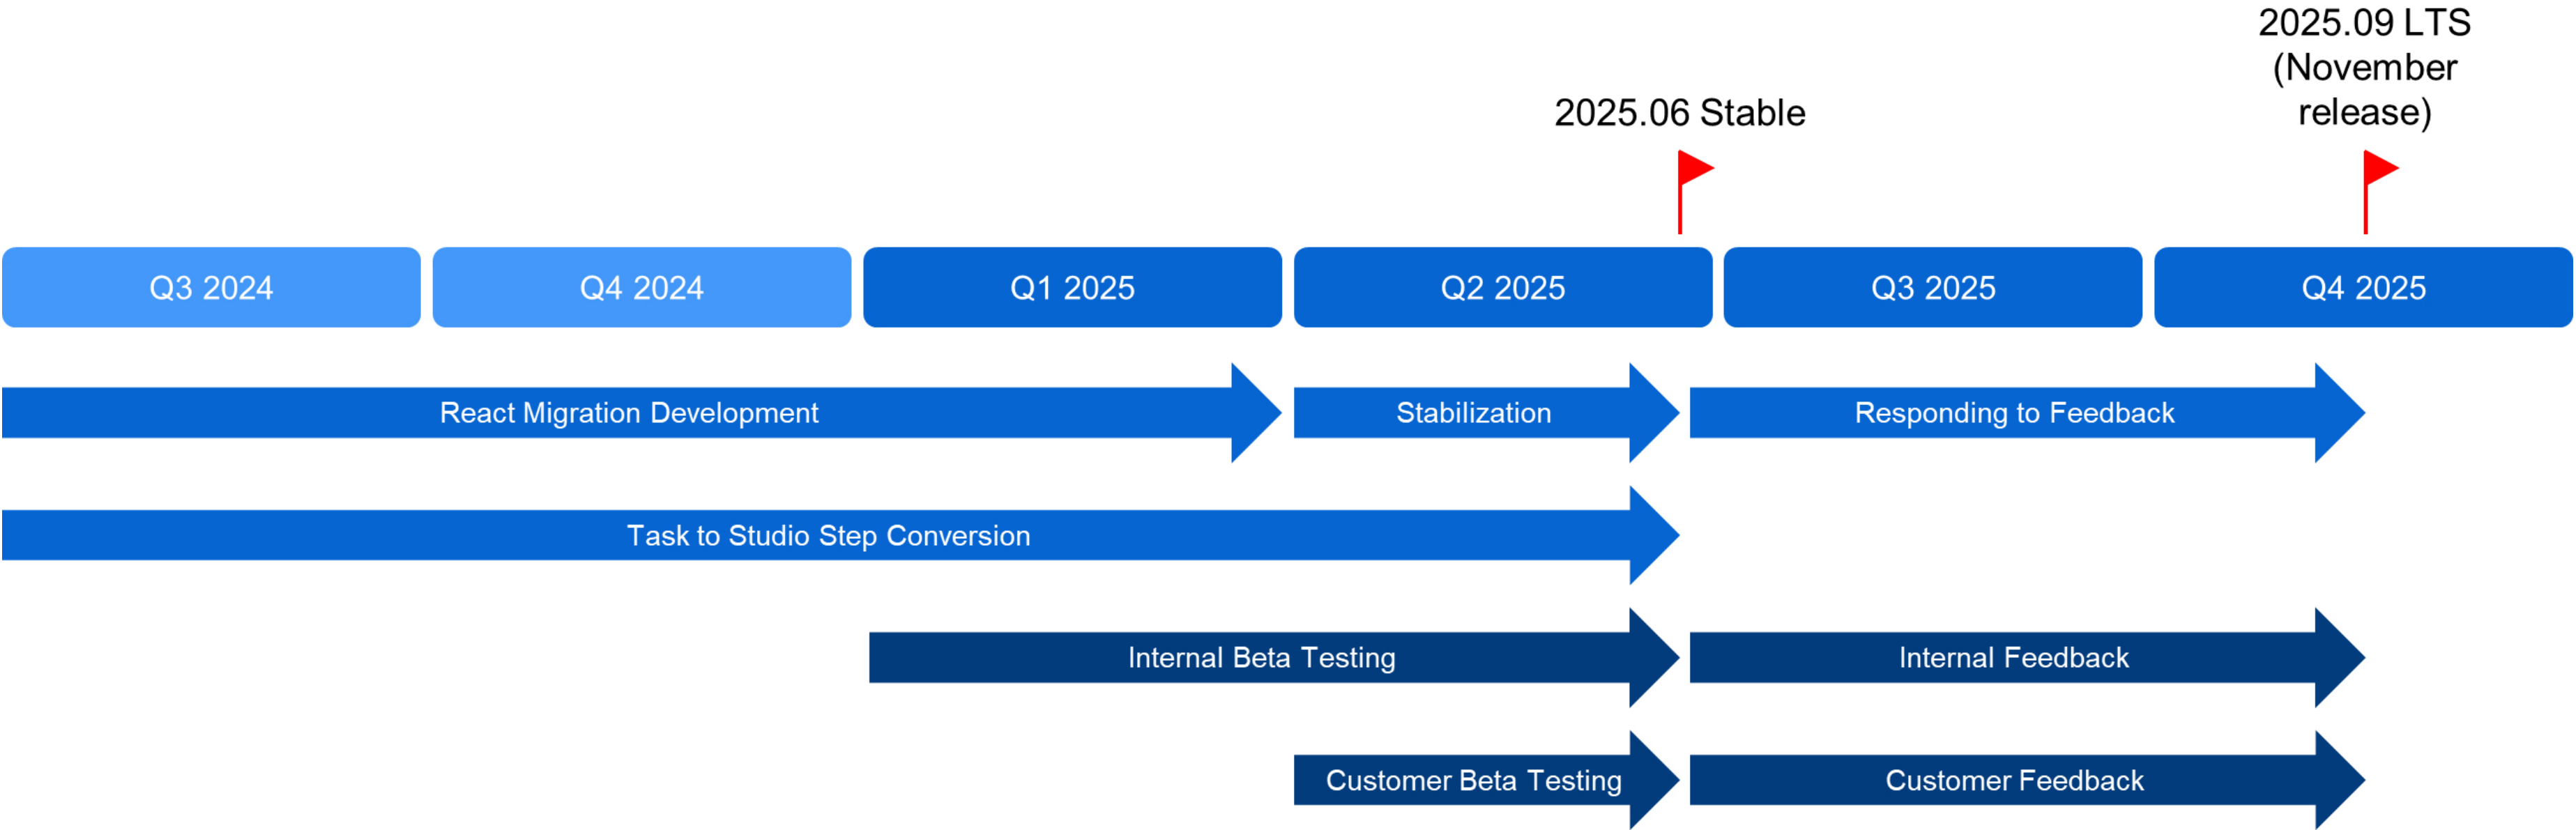 2025.09 LTS
(November
release)
2025.06 Stable
Q3 2024
Q4 2024
Q1 2025
Q2 2025
Q3 2025
Q4 2025
React Migration Development
Stabilization
Responding to Feedback
Task to Studio Step Conversion
Internal Beta Testing
Internal Feedback
Customer Beta Testing
Customer Feedback